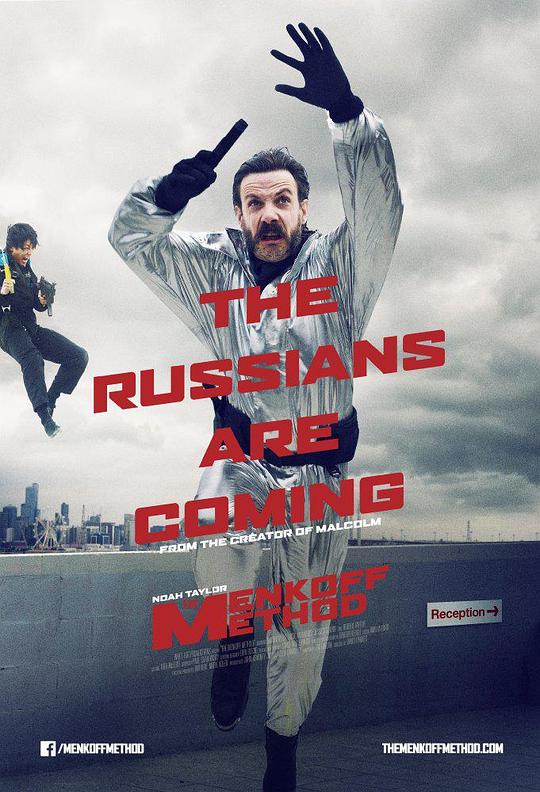 THE
RUSSIANS
ARE
COMING
FROM THE CREATOR OF MALCOLM
NOAH TAYLOR
THE MENKOFF
METHOD
Reception→
/MENKOFFMETHOD
THEMENKOFFMETHOD.COM